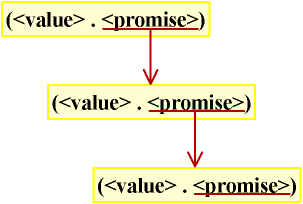 (<value> . <promise>)
(<value> . <promise>)
(<value> . <promise>)